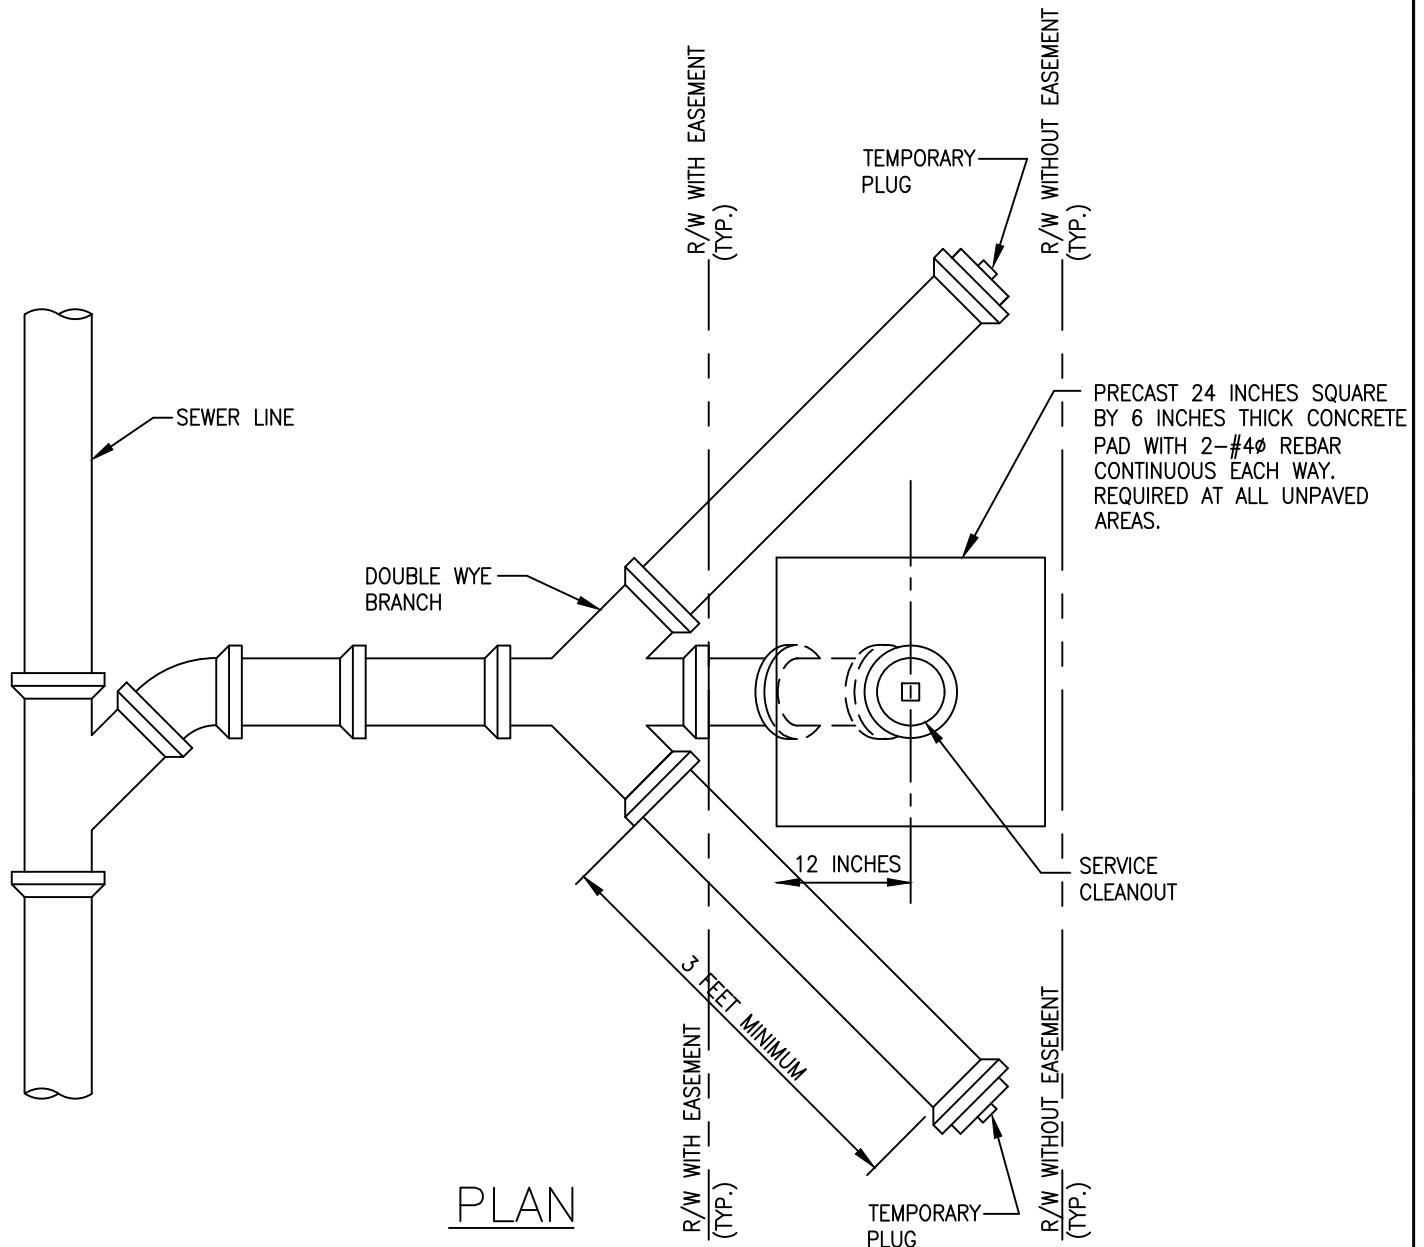 R/W WITH EASEMENT
(TYP.)
R/W WITHOUT EASEMENT
(TYP.)
TEMPORARY
PLUG
SEWER LINE
PRECAST 24 INCHES SQUARE
BY 6 INCHES THICK CONCRETE
PAD WITH 2-#4ø REBAR
CONTINUOUS EACH WAY.
REQUIRED AT ALL UNPAVED
AREAS.
DOUBLE WYE
BRANCH
12 INCHES
SERVICE
CLEANOUT
3 FEET MINIMUM
R/W WITH EASEMENT
(TYP.)
R/W WITHOUT EASEMENT
(TYP.)
PLAN
TEMPORARY
PLUG